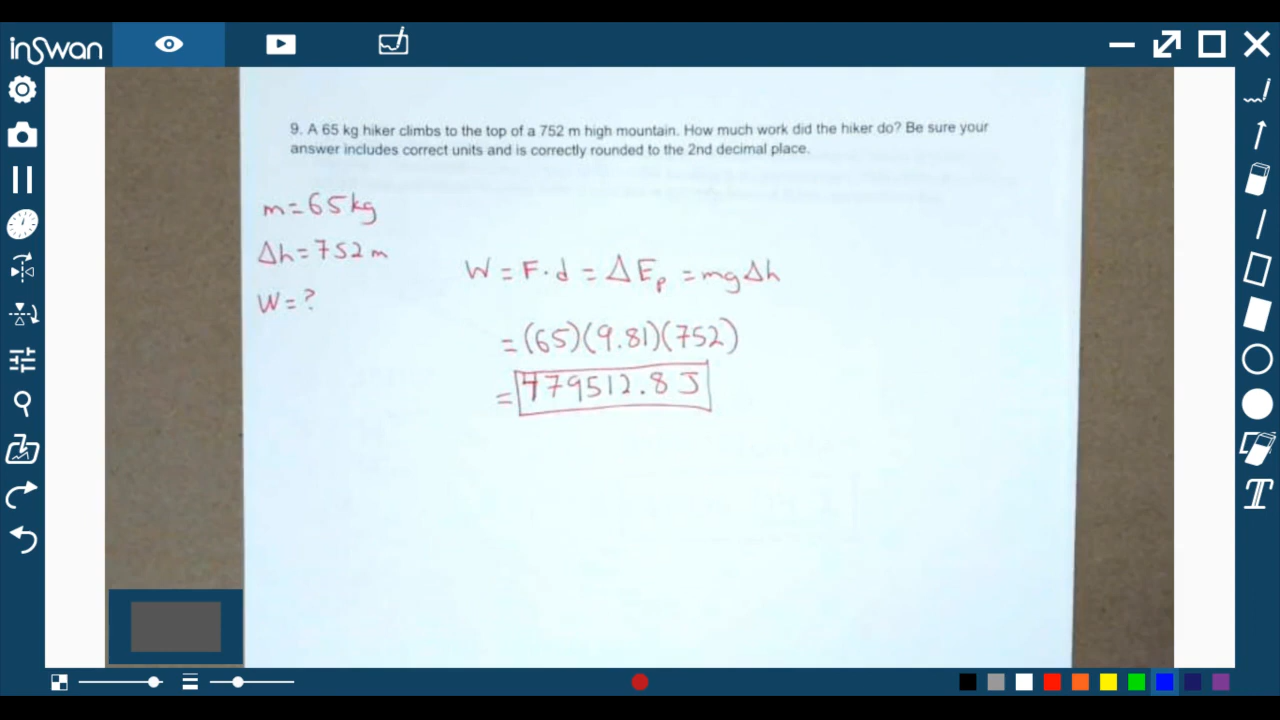 inSwan
9. A 65 kg hiker climbs to the top of a 752 m high mountain. How much work did the hiker do? Be sure your
answer includes correct units and is correctly rounded to the 2nd decimal place.
m=65kg
Δh=752m
W=?
W = F·d = ΔEp = mgΔh
=(65)(9.81)(752)
= 479512.8 J
T